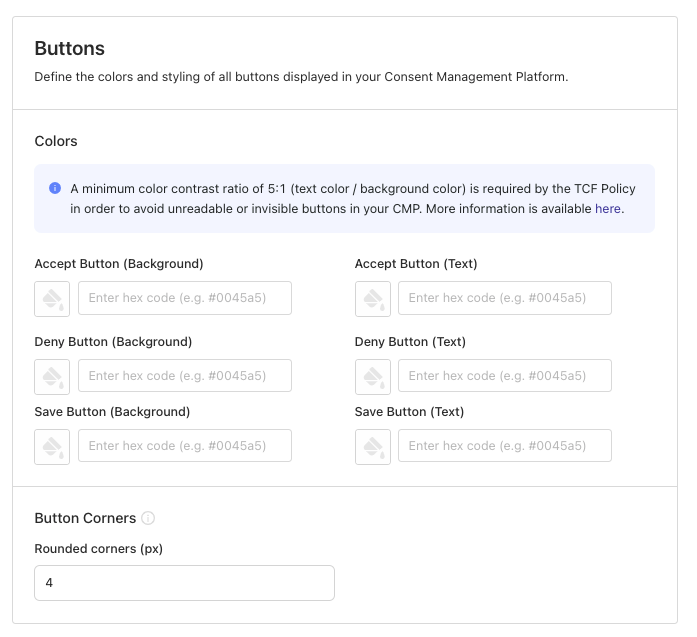 Buttons
Define the colors and styling of all buttons displayed in your Consent Management Platform.
Colors
A minimum color contrast ratio of 5:1 (text color / background color) is required by the TCF Policy
in order to avoid unreadable or invisible buttons in your CMP. More information is available here.
Accept Button (Background)
Enter hex code (e.g. #0045a5)
Accept Button (Text)
Enter hex code (e.g. #0045a5)
Deny Button (Background)
Enter hex code (e.g. #0045a5)
Deny Button (Text)
Enter hex code (e.g. #0045a5)
Save Button (Background)
Enter hex code (e.g. #0045a5)
Save Button (Text)
Enter hex code (e.g. #0045a5)
Button Corners
Rounded corners (px)
4